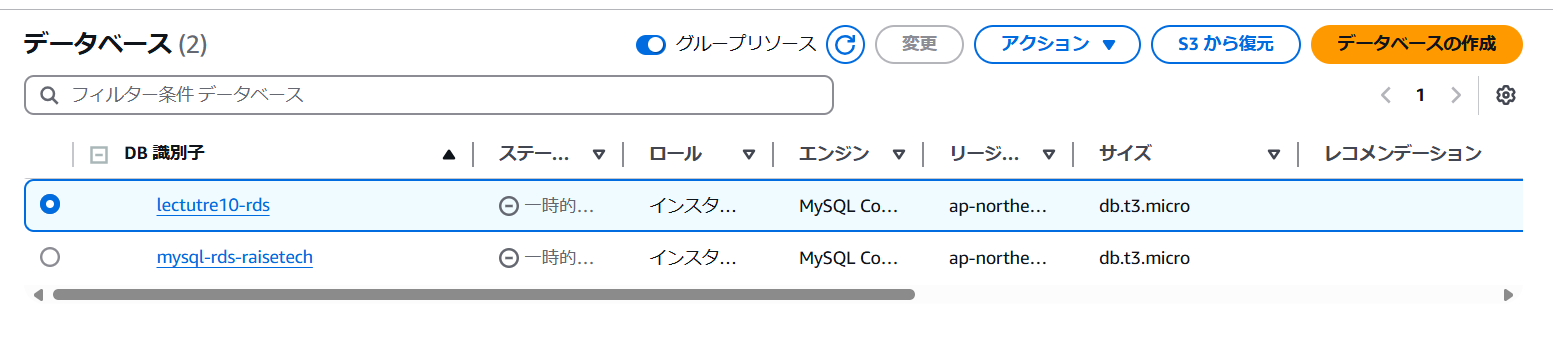 データベース (2)
グループリソース
変更
アクション
S3 から復元
データベースの作成
フィルター条件 データベース
1
DB 識別子
ステー...
ロール
エンジン
リージ...
サイズ
レコメンデーション
lectutre10-rds
一時的...
インスタ...
MySQL Co...
ap-northe...
db.t3.micro
mysql-rds-raisetech
一時的...
インスタ...
MySQL Co...
ap-northe...
db.t3.micro